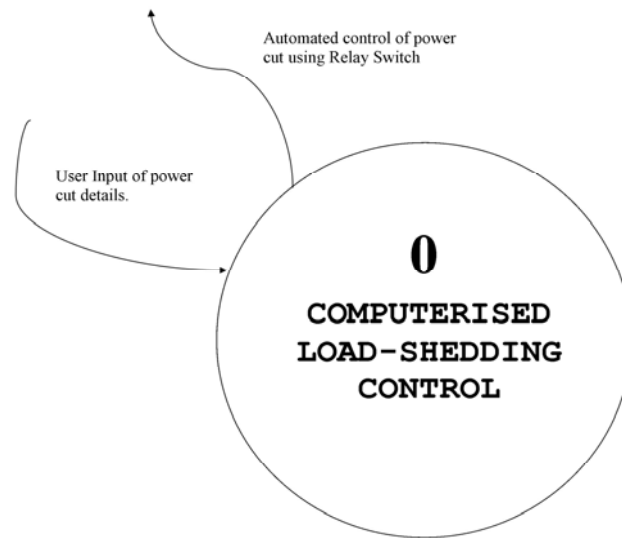 Automated control of power
cut using Relay Switch
User Input of power
cut details.
0
COMPUTERISED
LOAD-SHEDDING
CONTROL